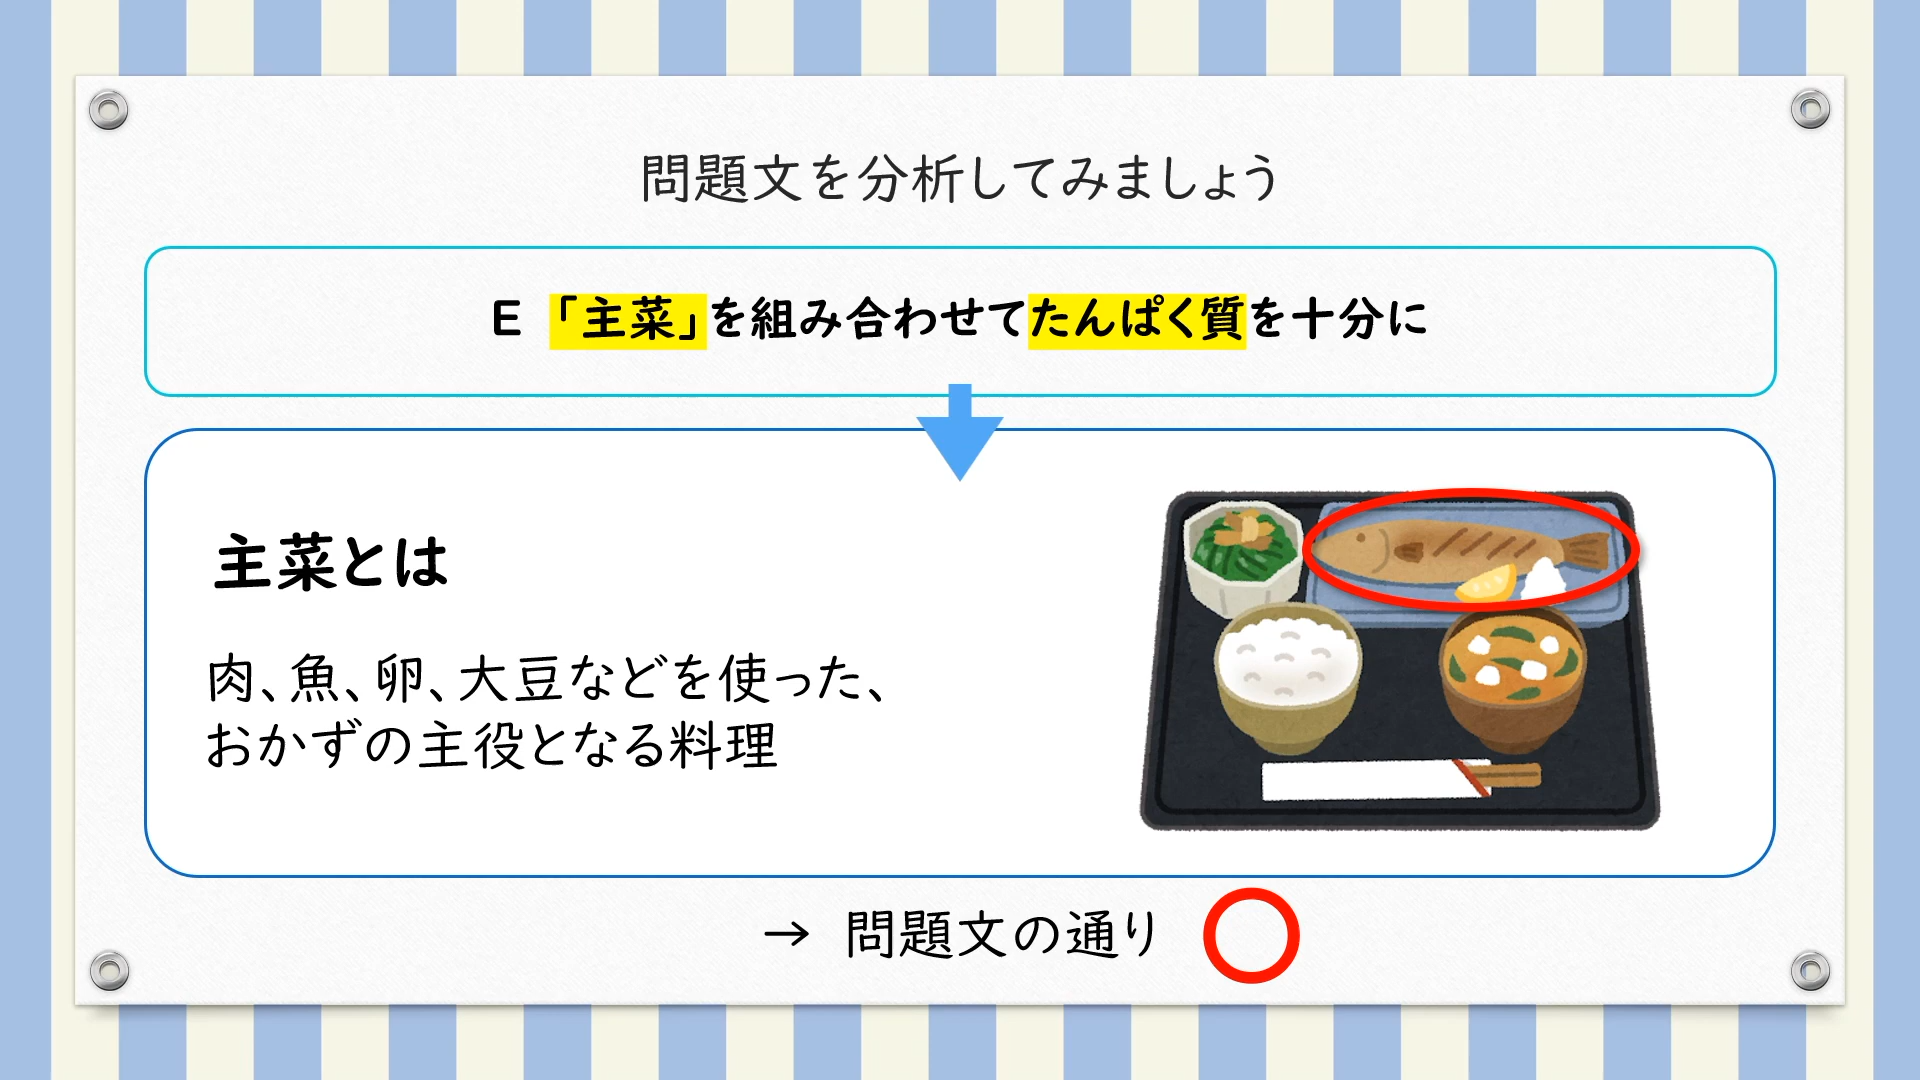 問題文を分析してみましょう
E 「主菜」を組み合わせてたんぱく質を十分に
主菜とは
肉、魚、卵、大豆などを使った、
おかずの主役となる料理
→ 問題文の通り